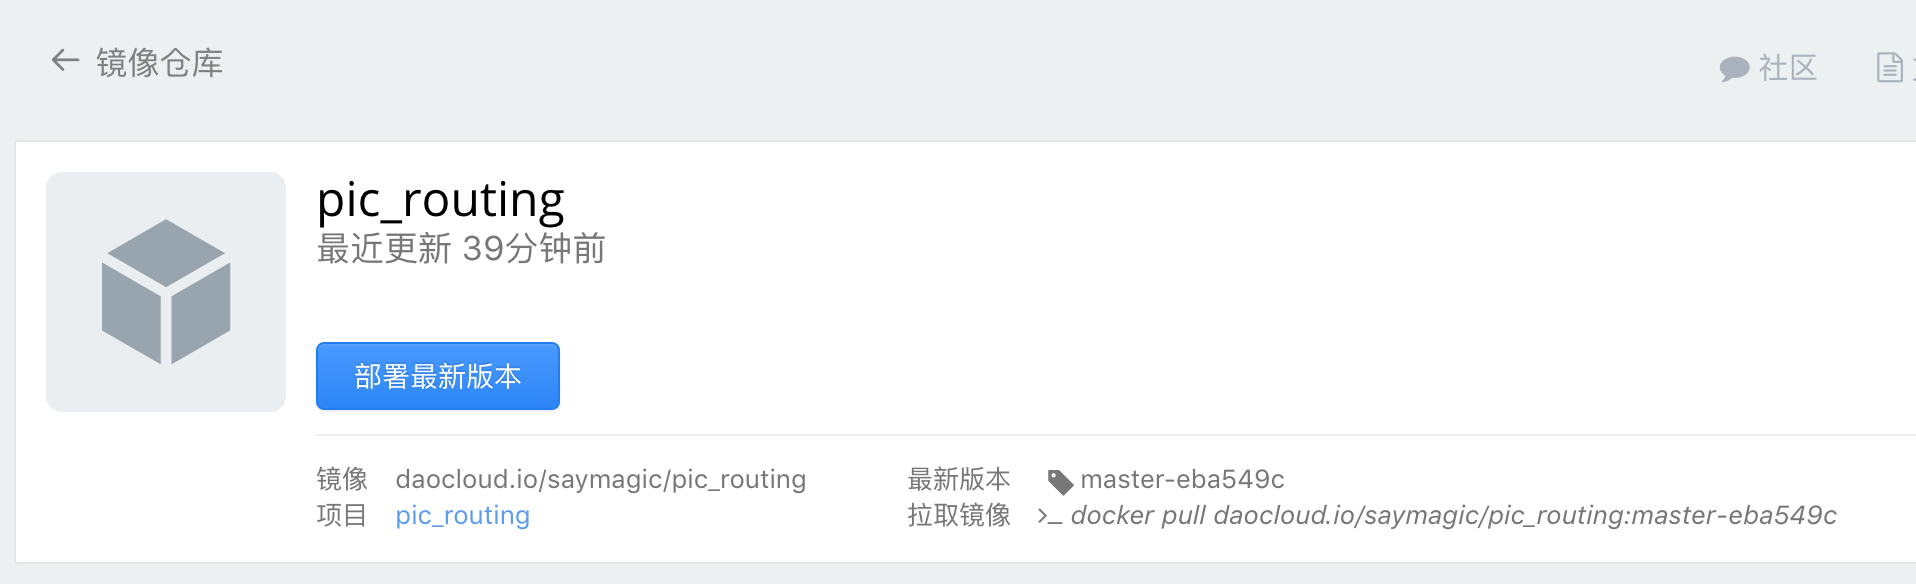 镜像仓库
社区
pic_routing
最近更新 39分钟前
部署最新版本
镜像 daocloud.io/saymagic/pic_routing
最新版本 master-eba549c
项目 pic_routing
拉取镜像 >_ docker pull daocloud.io/saymagic/pic_routing:master-eba549c